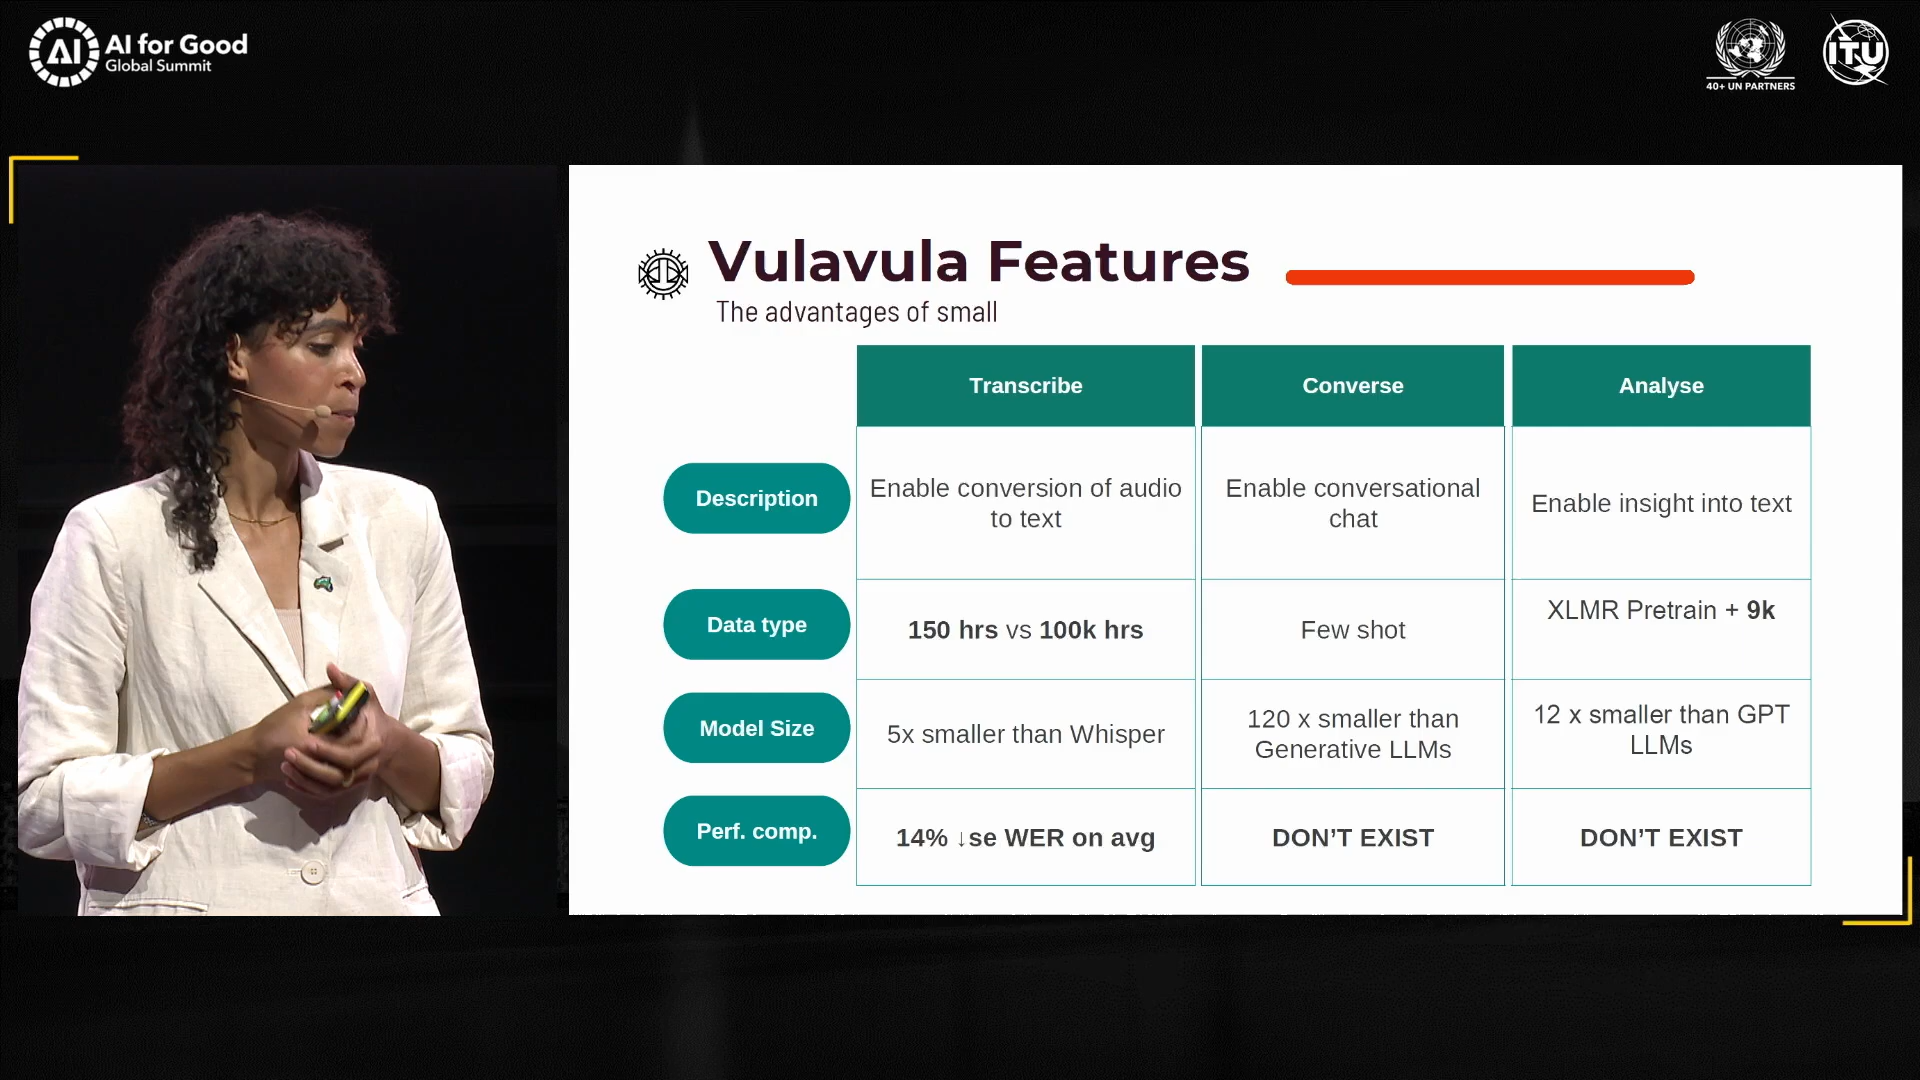 AI
AI for Good
Global Summit
40+ UN PARTNERS
ITU
Vulavula Features
The advantages of small
Transcribe
Converse
Analyse
Description
Enable conversion of audio
to text
Enable conversational
chat
Enable insight into text
Data type
150 hrs vs 100k hrs
Few shot
XLMR Pretrain + 9k
Model Size
5x smaller than Whisper
120 x smaller than
Generative LLMs
12 x smaller than GPT
LLMs
Perf. comp.
14% ↓se WER on avg
DON’T EXIST
DON’T EXIST